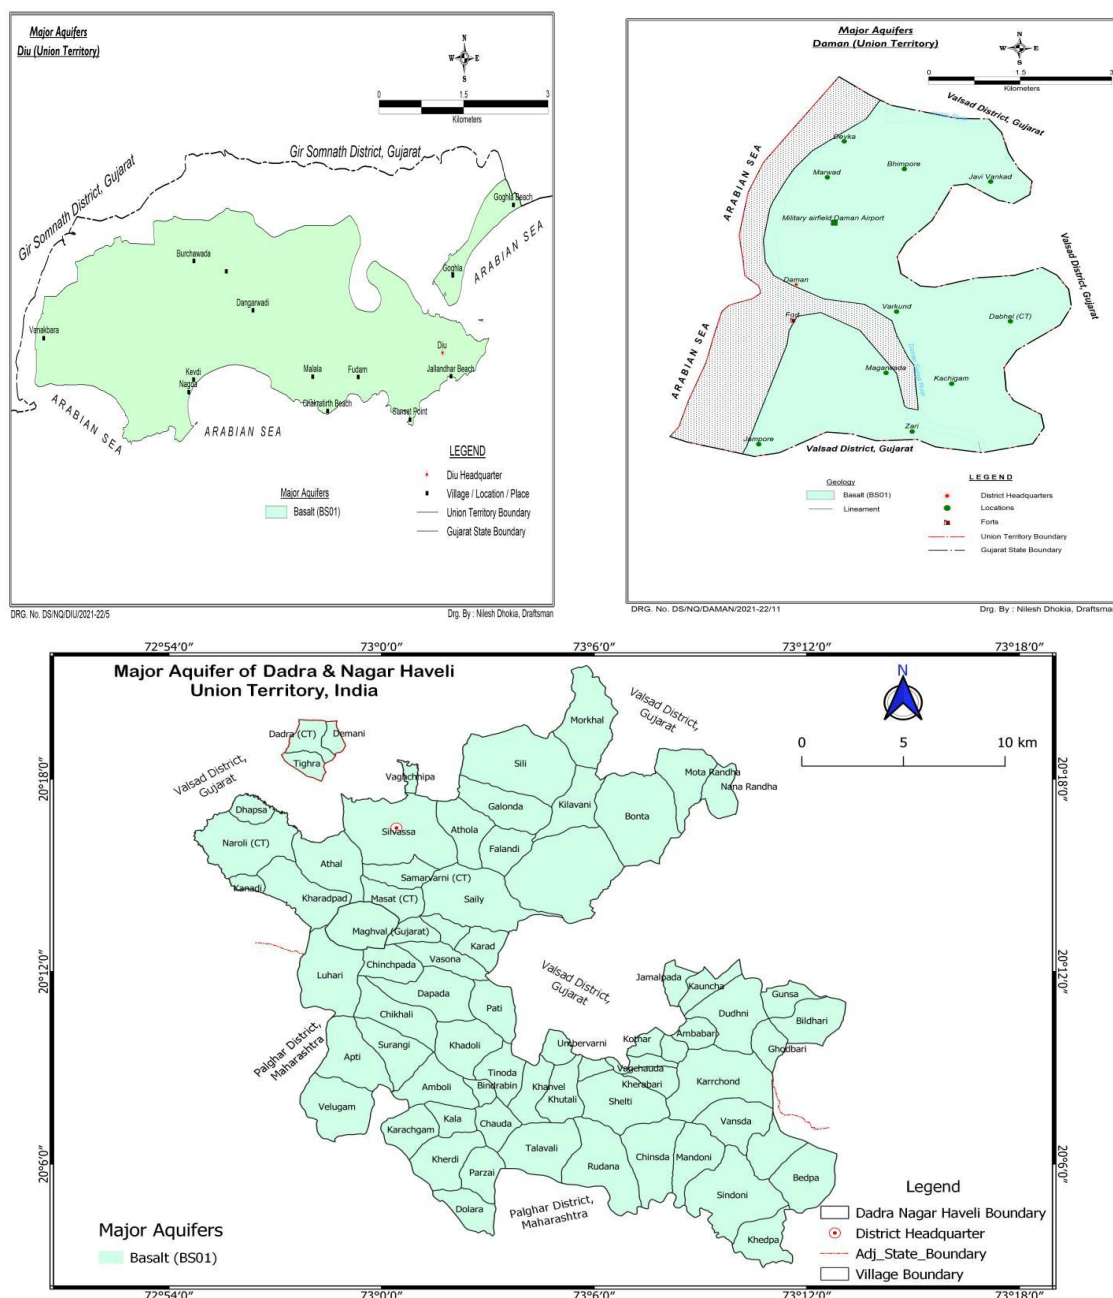 Major Aquifers
Diu (Union Territory)
N
W
E
S
0
1.5
3
Kilometers
Gir Somnath District, Gujarat
Gir Somnath District, Gujarat
Goghla Beach
ARABIAN SEA
Burchawada
Goghla
Dangarwadi
Vanakbara
Diu
Kevdi
Nagoa
Malala
Fudam
Jallandhar Beach
Chakratirth Beach
Sunset Point
ARABIAN SEA
ARABIAN SEA
LEGEND
Diu Headquarter
Village / Location / Place
Union Territory Boundary
Gujarat State Boundary
Major Aquifers
Basalt (BS01)
DRG. No. DS/NQ/DIU/2021-22/5
Drg. By : Nilesh Dhokia, Draftsman
Major Aquifers
Daman (Union Territory)
N
W
E
S
0
1.5
3
Kilometers
Valsad District, Gujarat
ARABIAN SEA
Devka
Bhimpore
Marwad
Javi Vankad
Military airfield Daman Airport
Valsad District, Gujarat
Daman
Varkund
Dabhel (CT)
ARABIAN SEA
Magarwada
Kachigam
Zari
Jampore
Valsad District, Gujarat
Geology
Basalt (BS01)
Lineament
LEGEND
District Headquarters
Locations
Forts
Union Territory Boundary
Gujarat State Boundary
DRG. No. DS/NQ/DAMAN/2021-22/11
Drg. By : Nilesh Dhokia, Draftsman
72°54'0" 73°0'0" 73°6'0" 73°12'0" 73°18'0"
Major Aquifer of Dadra & Nagar Haveli
Union Territory, India
N
0 5 10 km
Valsad District,
Gujarat
Morkhal
Dadra (CT)
Demani
Tighra
Valsad District,
Gujarat
Vaghchhipa
Sili
Mota Randha
Nana Randha
20°18'0"
20°18'0"
Dhapsa
Galonda
Kilavani
Bonta
Silvassa
Athola
Naroli (CT)
Falandi
Athal
Samarvarni (CT)
Kanadi
Kharadpad
Masat (CT)
Saily
Maghval (Gujarat)
Karad
Vasona
Luhari
Chinchpada
Valsad District,
Gujarat
Jamalpada
Kauncha
20°12'0"
20°12'0"
Dapada
Pati
Chikhali
Dudhni
Gunsa
Bildhari
Palghar District,
Maharashtra
Surangi
Khadoli
Umbervarni
Kothar
Ambabari
Ghodbari
Apti
Tinoda
Vagchauda
Amboli
Bindrabin
Khanvel
Kherabari
Karrchond
Khutali
Shelti
Velugam
Kala
Chauda
Vansda
Karachgam
Talavali
Kherdi
Rudana
Chinsda
Mandoni
Parzai
Bedpa
20°6'0"
20°6'0"
Sindoni
Dolara
Palghar District,
Maharashtra
Khedpa
Major Aquifers
Basalt (BS01)
Legend
Dadra Nagar Haveli Boundary
District Headquarter
Adj_State_Boundary
Village Boundary
72°54'0" 73°0'0" 73°6'0" 73°12'0" 73°18'0"